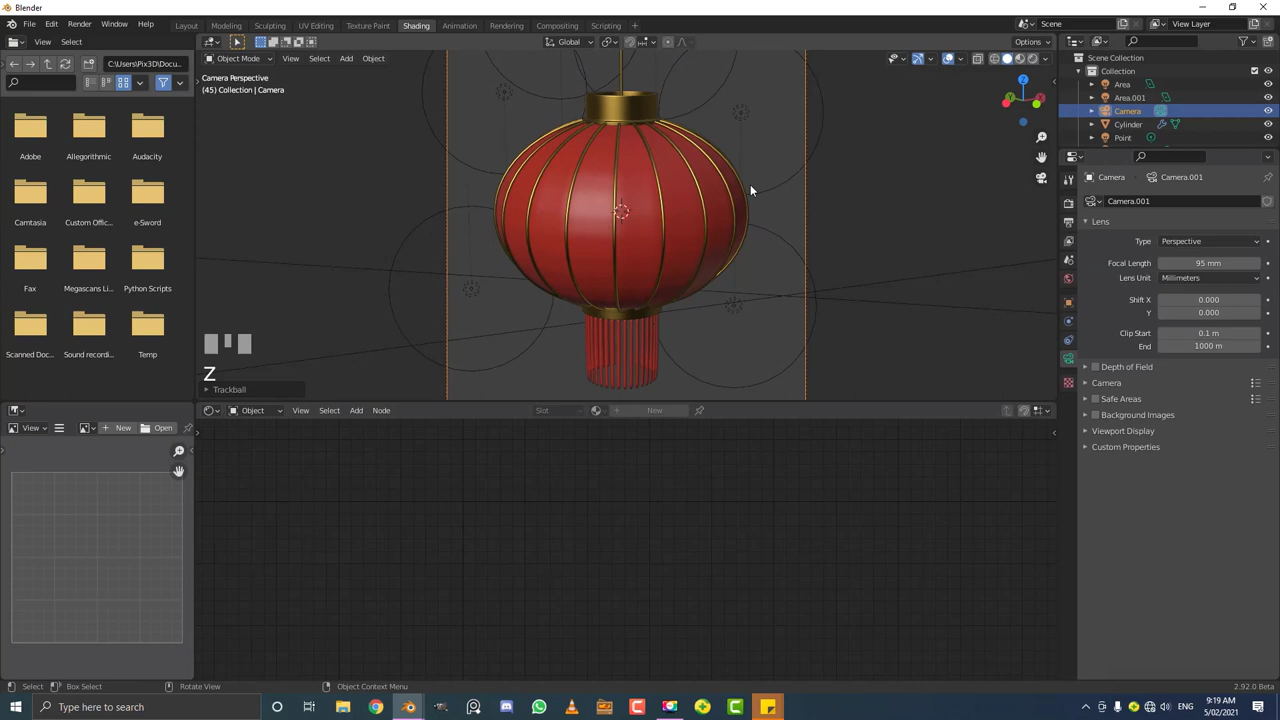 Blender
File Edit Render Window Help
Layout Modeling Sculpting UV Editing Texture Paint Shading Animation Rendering Compositing Scripting +
Scene
View Layer
View Select
Global
Options
C:\Users\Pix3D\Docu...
Object Mode View Select Add Object
Camera Perspective
(45) Collection | Camera
Z
Trackball
Adobe Allegorithmic Audacity
Camtasia Custom Offic... e-Sword
Fax Megascans Li... Python Scripts
Scanned Doc... Sound recordi... Temp
Scene Collection
Collection
Area
Area.001
Camera
Cylinder
Point
Camera Camera.001
Camera.001
Lens
Type Perspective
Focal Length 95 mm
Lens Unit Millimeters
Shift X 0.000
Y 0.000
Clip Start 0.1 m
End 1000 m
Depth of Field
Camera
Safe Areas
Background Images
Viewport Display
Custom Properties
Object View Select Add Node Slot New
View New Open
Select Box Select Rotate View Object Context Menu 2.92.0 Beta
Type here to search
ENG
9:19 AM
5/02/2021